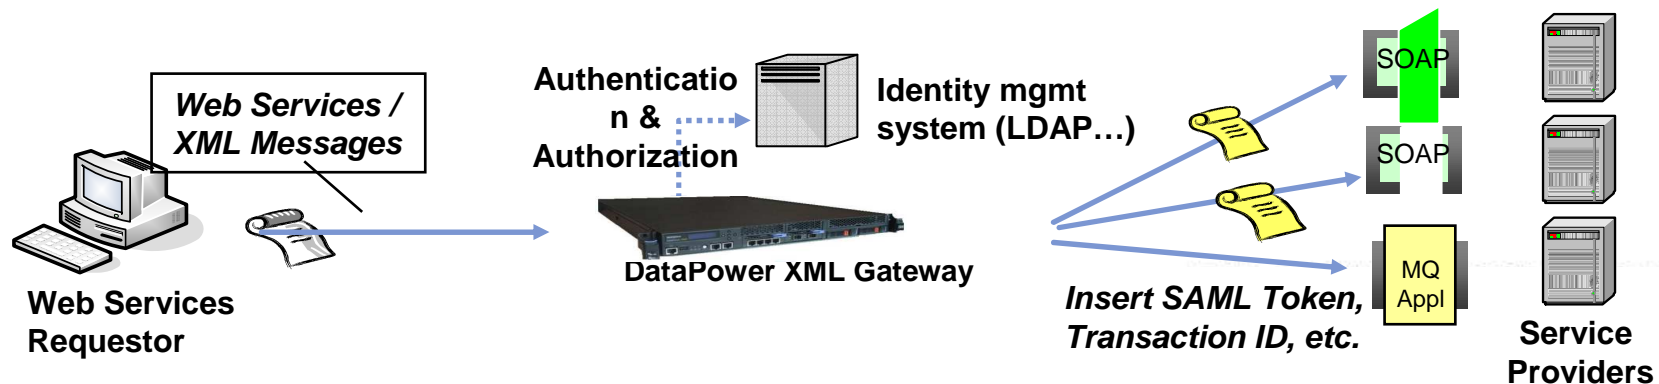 Web Services /
XML Messages
Web Services
Requestor
Authenticatio
n &
Authorization
Identity mgmt
system (LDAP…)
DataPower XML Gateway
Insert SAML Token,
Transaction ID, etc.
SOAP
SOAP
MQ
Appl
Service
Providers